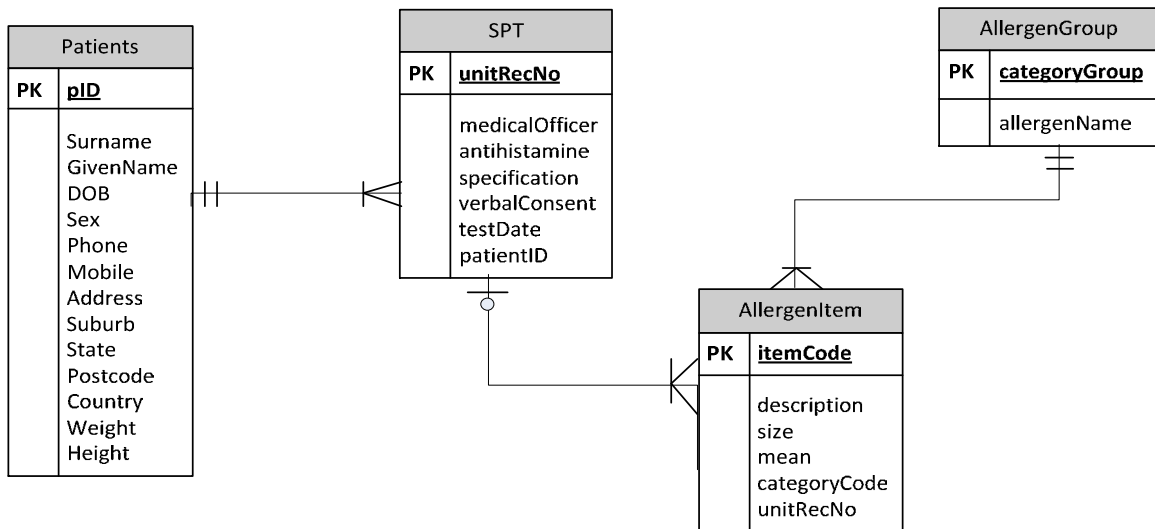 Patients
PK pID
Surname
GivenName
DOB
Sex
Phone
Mobile
Address
Suburb
State
Postcode
Country
Weight
Height
SPT
PK unitRecNo
medicalOfficer
antihistamine
specification
verbalConsent
testDate
patientID
AllergenGroup
PK categoryGroup
allergenName
AllergenItem
PK itemCode
description
size
mean
categoryCode
unitRecNo